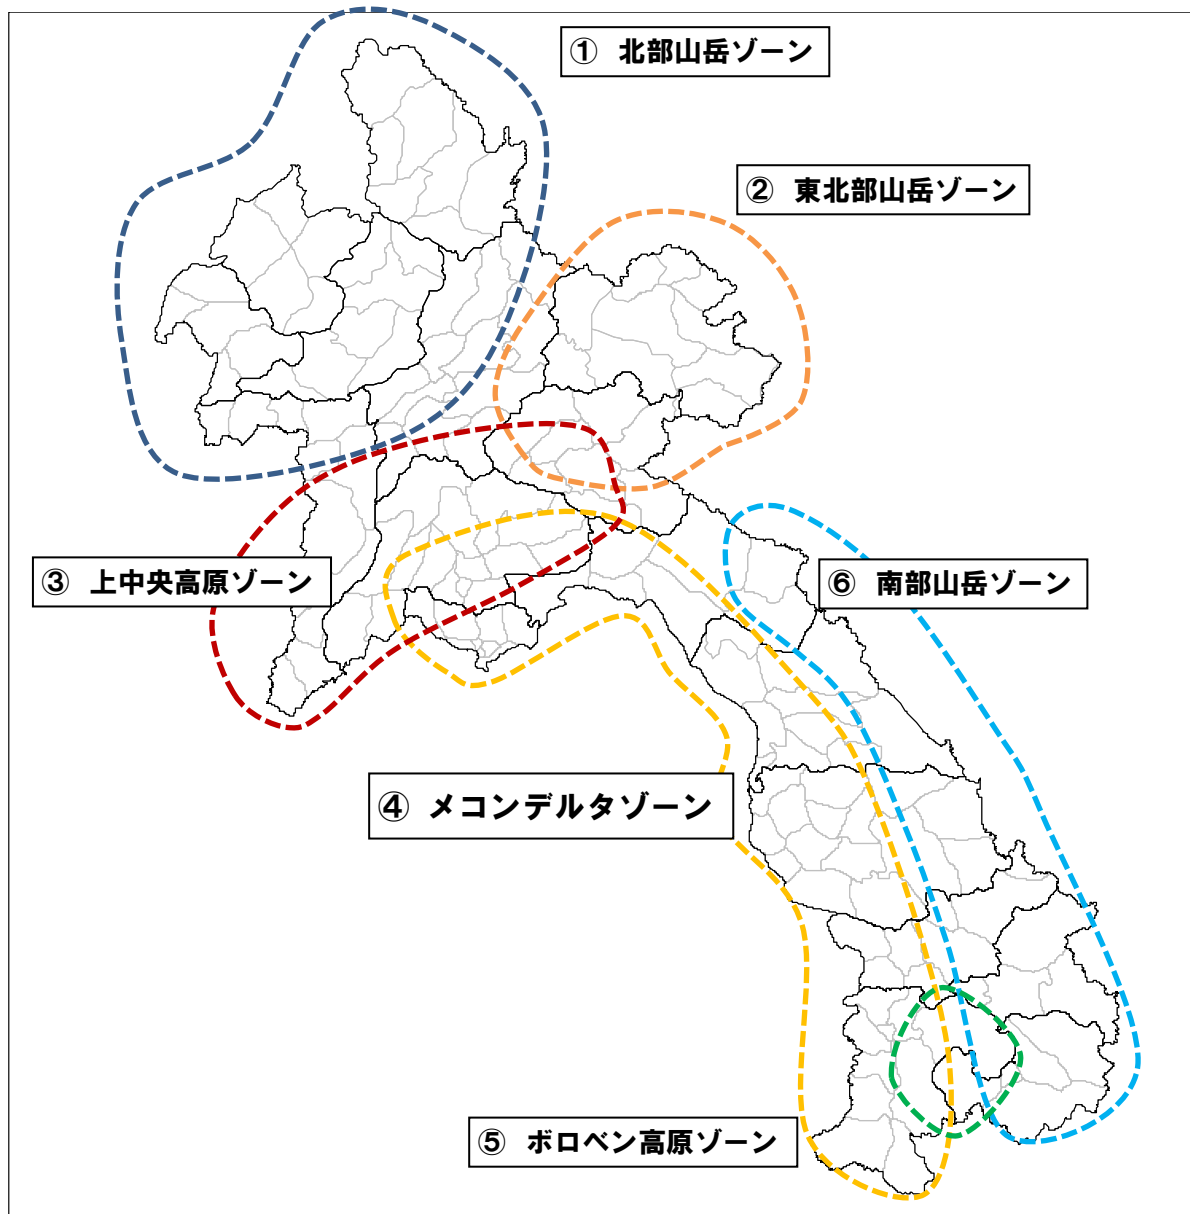 ① 北部山岳ゾーン
② 東北部山岳ゾーン
③ 上中央高原ゾーン
⑥ 南部山岳ゾーン
④ メコンデルタゾーン
⑤ ボロベン高原ゾーン